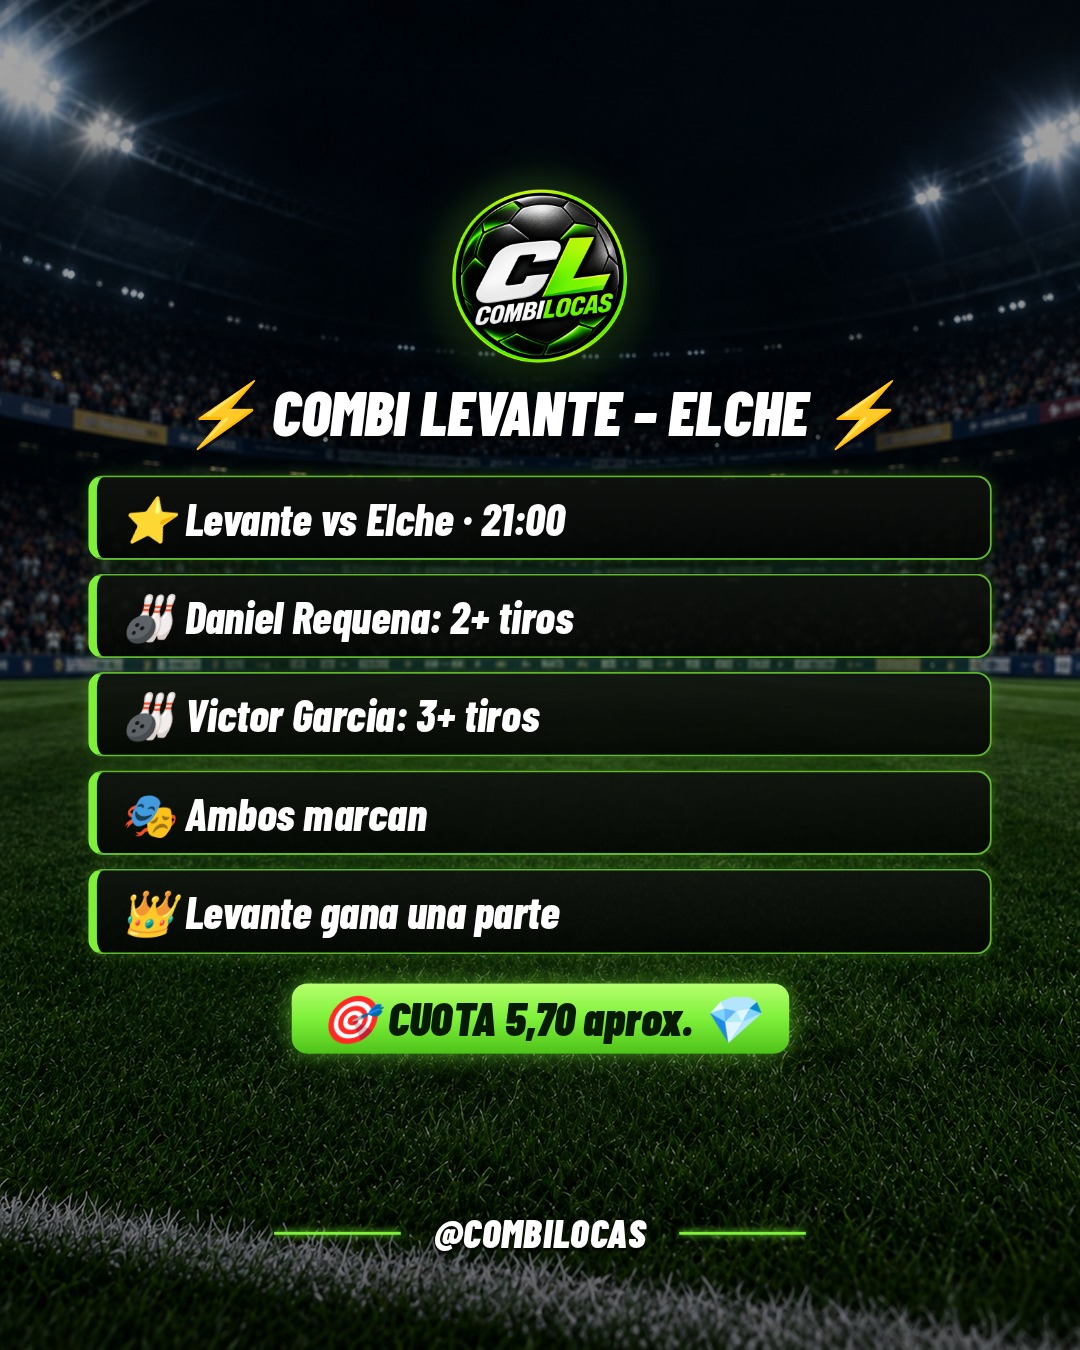 CL
COMBILOCAS
⚡ COMBI LEVANTE - ELCHE ⚡
⭐ Levante vs Elche · 21:00
🎳 Daniel Requena: 2+ tiros
🎳 Victor Garcia: 3+ tiros
🎭 Ambos marcan
👑 Levante gana una parte
🎯 CUOTA 5,70 aprox. 💎
@COMBILOCAS